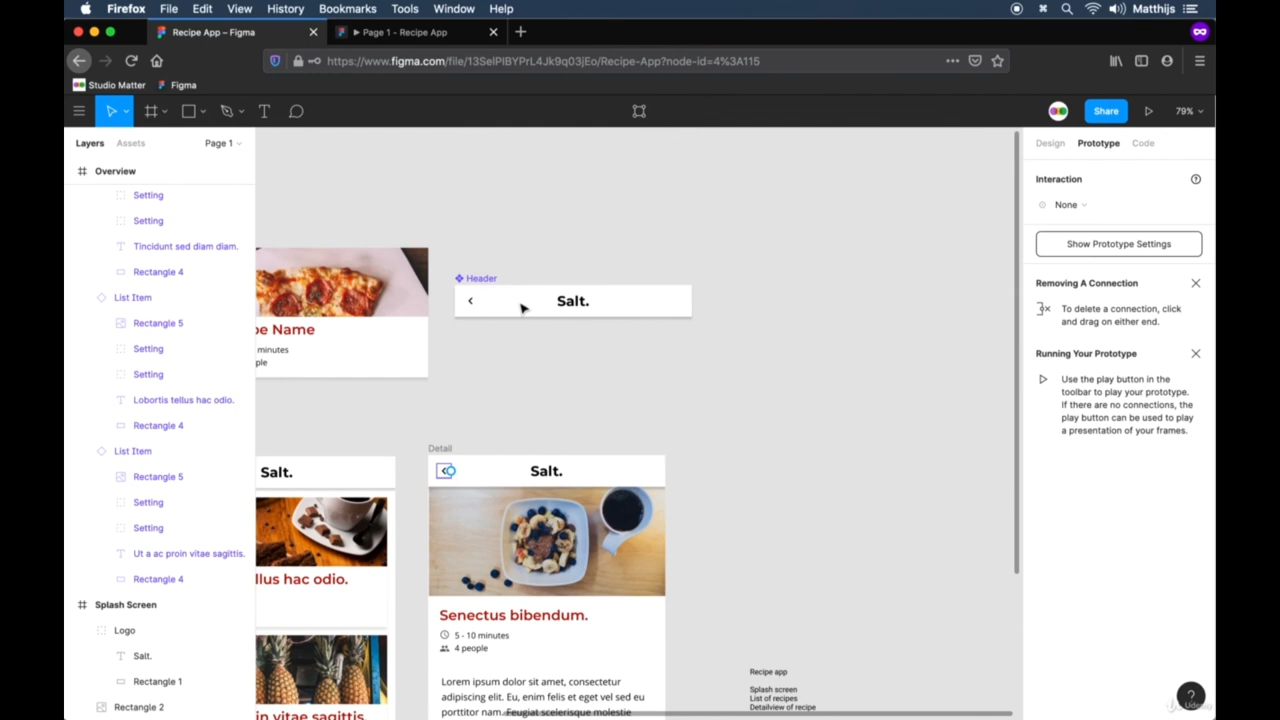 Firefox File Edit View History Bookmarks Tools Window Help Matthijs
Recipe App – Figma
Page 1 - Recipe App
https://www.figma.com/file/13SelPIBYPrL4Jk9q03jEo/Recipe-App?node-id=4%3A115
Studio Matter Figma
Share 79%
Layers Assets Page 1
Design Prototype Code
Overview
Setting
Setting
Tincidunt sed diam diam.
Rectangle 4
List Item
Rectangle 5
Setting
Setting
Lobortis tellus hac odio.
Rectangle 4
List Item
Rectangle 5
Setting
Setting
Ut a ac proin vitae sagittis.
Rectangle 4
Splash Screen
Logo
Salt.
Rectangle 1
Rectangle 2
pe Name
minutes
ple
Header
Salt.
Salt.
llus hac odio.
in vitae sagittis.
Detail
Salt.
Senectus bibendum.
5 - 10 minutes
4 people
Lorem ipsum dolor sit amet, consectetur
adipiscing elit. Eu, enim felis et eget vel sed eu
porttitor nam. Feugiat scelerisque molestie
Recipe app
Splash screen
List of recipes
Detailview of recipe
Interaction
None
Show Prototype Settings
Removing A Connection
To delete a connection, click
and drag on either end.
Running Your Prototype
Use the play button in the
toolbar to play your prototype.
If there are no connections, the
play button can be used to play
a presentation of your frames.
?
Udemy